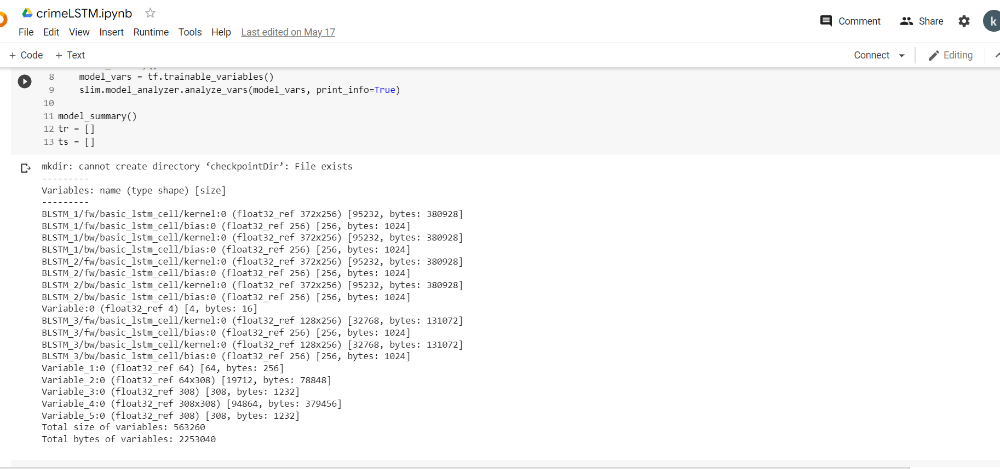 crimeLSTM.ipynb
File Edit View Insert Runtime Tools Help Last edited on May 17
Comment Share k
+ Code + Text
Connect Editing
8 model_vars = tf.trainable_variables()
9 slim.model_analyzer.analyze_vars(model_vars, print_info=True)
10
11 model_summary()
12 tr = []
13 ts = []
mkdir: cannot create directory ‘checkpointDir’: File exists
---------
Variables: name (type shape) [size]
---------
BLSTM_1/fw/basic_lstm_cell/kernel:0 (float32_ref 372x256) [95232, bytes: 380928]
BLSTM_1/fw/basic_lstm_cell/bias:0 (float32_ref 256) [256, bytes: 1024]
BLSTM_1/bw/basic_lstm_cell/kernel:0 (float32_ref 372x256) [95232, bytes: 380928]
BLSTM_1/bw/basic_lstm_cell/bias:0 (float32_ref 256) [256, bytes: 1024]
BLSTM_2/fw/basic_lstm_cell/kernel:0 (float32_ref 372x256) [95232, bytes: 380928]
BLSTM_2/fw/basic_lstm_cell/bias:0 (float32_ref 256) [256, bytes: 1024]
BLSTM_2/bw/basic_lstm_cell/kernel:0 (float32_ref 372x256) [95232, bytes: 380928]
BLSTM_2/bw/basic_lstm_cell/bias:0 (float32_ref 256) [256, bytes: 1024]
Variable:0 (float32_ref 4) [4, bytes: 16]
BLSTM_3/fw/basic_lstm_cell/kernel:0 (float32_ref 128x256) [32768, bytes: 131072]
BLSTM_3/fw/basic_lstm_cell/bias:0 (float32_ref 256) [256, bytes: 1024]
BLSTM_3/bw/basic_lstm_cell/kernel:0 (float32_ref 128x256) [32768, bytes: 131072]
BLSTM_3/bw/basic_lstm_cell/bias:0 (float32_ref 256) [256, bytes: 1024]
Variable_1:0 (float32_ref 64) [64, bytes: 256]
Variable_2:0 (float32_ref 64x308) [19712, bytes: 78848]
Variable_3:0 (float32_ref 308) [308, bytes: 1232]
Variable_4:0 (float32_ref 308x308) [94864, bytes: 379456]
Variable_5:0 (float32_ref 308) [308, bytes: 1232]
Total size of variables: 563260
Total bytes of variables: 2253040